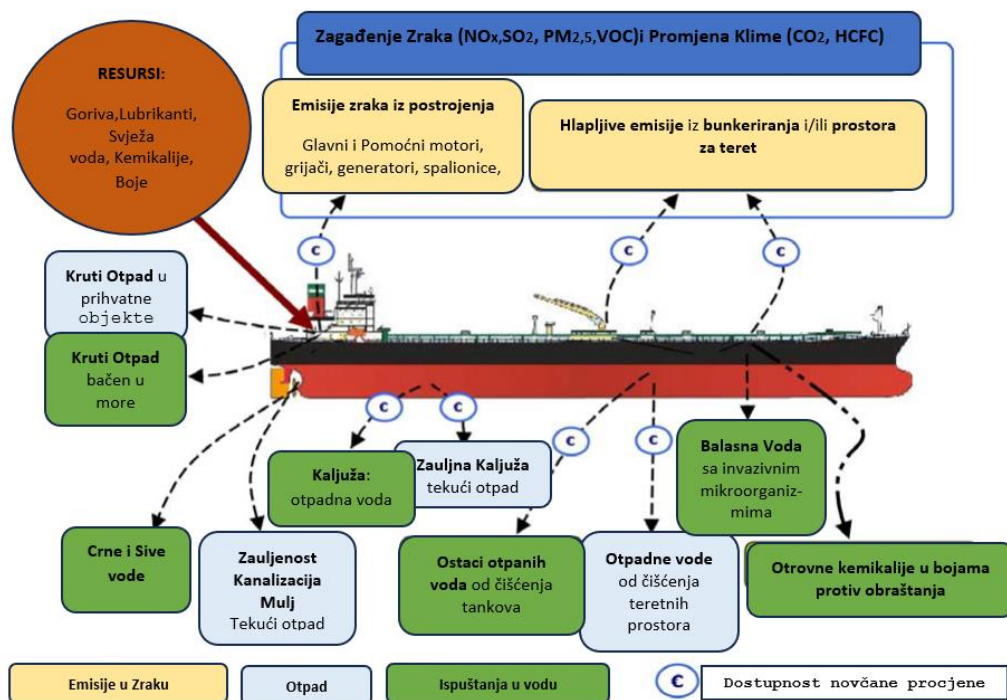 Zagađenje Zraka (NOx,SO2, PM2,5,VOC)i Promjena Klime (CO2, HCFC)
RESURSI:
Goriva,Lubrikanti,
Svježa
voda, Kemikalije,
Boje
Emisije zraka iz postrojenja
Glavni i Pomoćni motori,
grijači, generatori, spalionice,
Hlapljive emisije iz bunkeriranja i/ili prostora
za teret
c
c
c
Kruti Otpad u
prihvatne
objekte
Kruti Otpad
bačen u
more
c
c
c
c
Kaljuža:
otpadna voda
Zauljna Kaljuža
tekući otpad
Balasna Voda
sa invazivnim
mikroorganiz-
mima
Crne i Sive
vode
Zauljenost
Kanalizacija
Mulj
Tekući otpad
Ostaci otpanih
voda od čišćenja
tankova
Otpadne vode
od čišćenja
teretnih
prostora
Otrovne kemikalije u bojama
protiv obraštanja
Emisije u Zraku
Otpad
Ispuštanja u vodu
c
Dostupnost novčane procjene